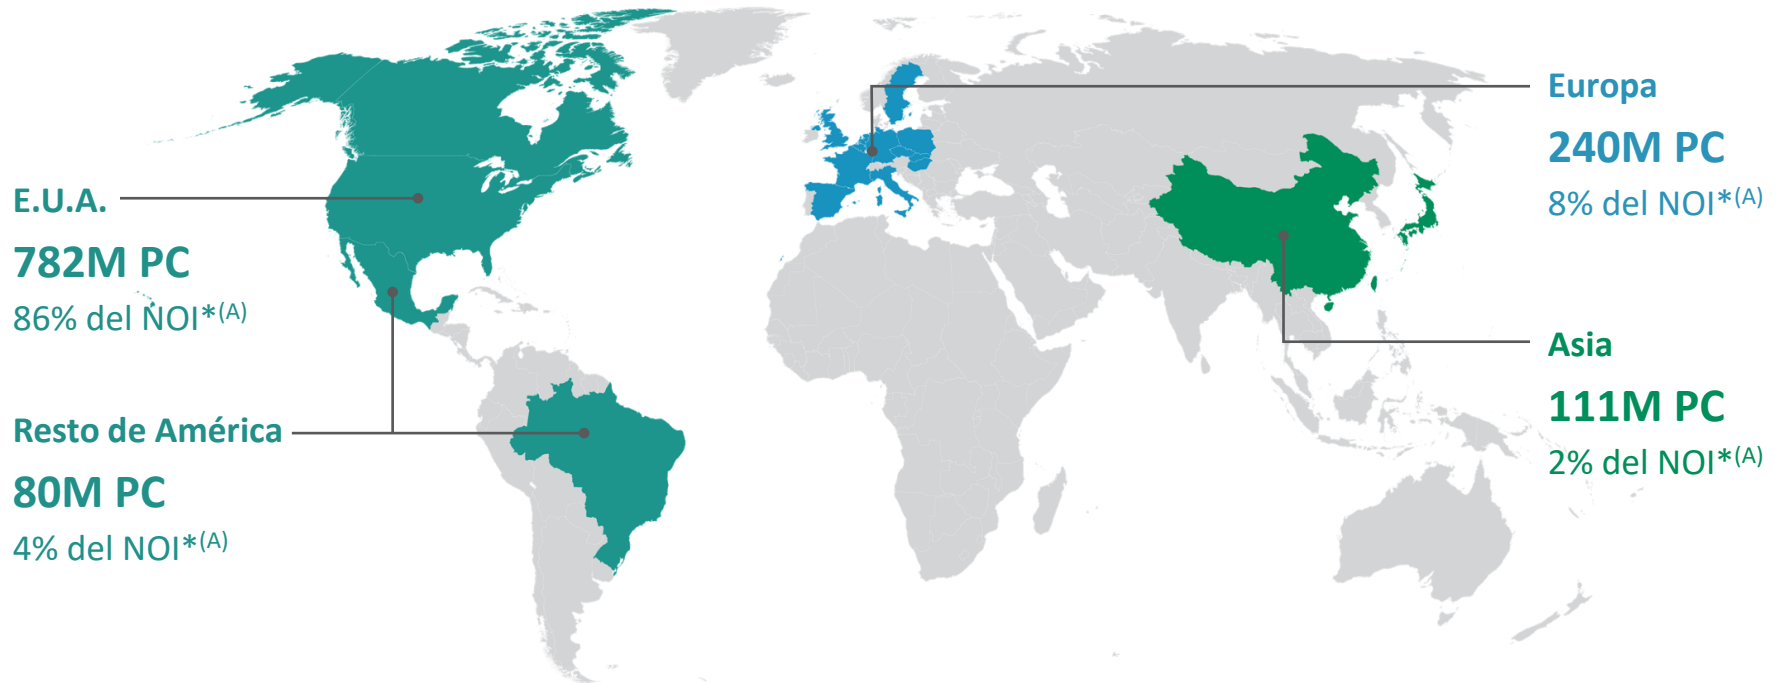 E.U.A.
782M PC
86% del NOI*(A)
Resto de América
80M PC
4% del NOI*(A)
Europa
240M PC
8% del NOI*(A)
Asia
111M PC
2% del NOI*(A)